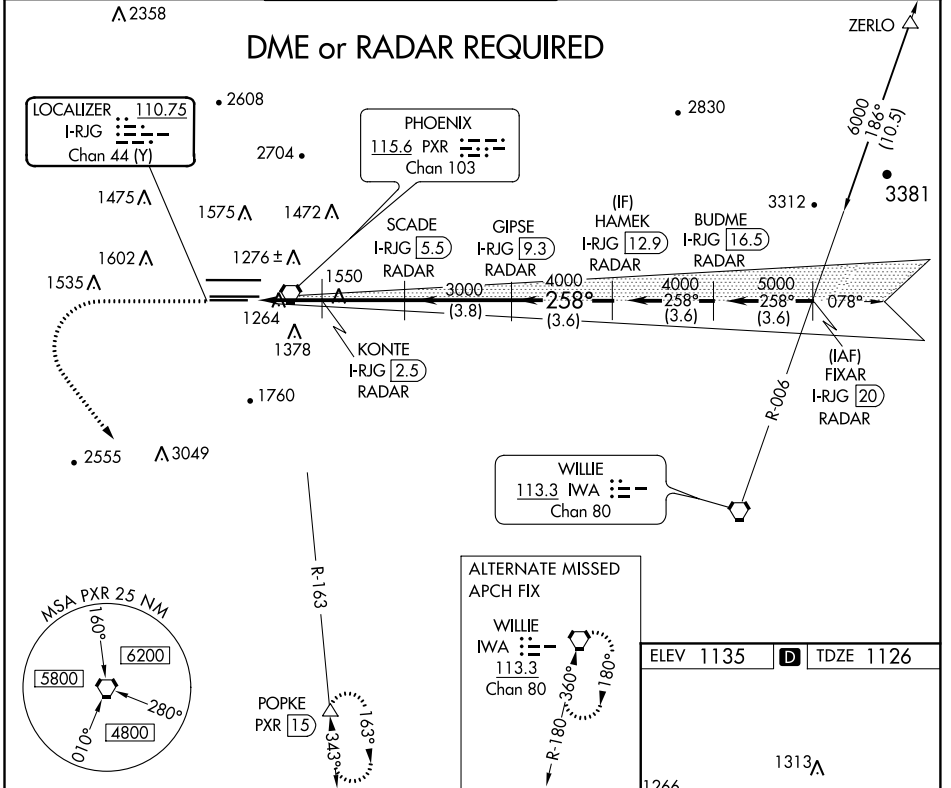 2358
DME or RADAR REQUIRED
ZERLO
LOCALIZER 110.75
I-RJG
Chan 44 (Y)
2608
2704
PHOENIX
115.6 PXR
Chan 103
2830
6000
186°
(10.5)
3381
3312
1475
1575
1472
1602
1276 ±
1535
1550
1264
1378
SCADE
I-RJG 5.5
RADAR
GIPSE
I-RJG 9.3
RADAR
(IF)
HAMEK
I-RJG 12.9
RADAR
BUDME
I-RJG 16.5
RADAR
3000
(3.8)
4000
258°
(3.6)
4000
258°
(3.6)
5000
258°
(3.6)
078°
KONTE
I-RJG 2.5
RADAR
(IAF)
FIXAR
I-RJG 20
RADAR
R-006
1760
2555
3049
WILLIE
113.3 IWA
Chan 80
R-163
MSA PXR 25 NM
160°
6200
5800
280°
010°
4800
POPKE
PXR 15
343°
163°
ALTERNATE MISSED
APCH FIX
WILLIE
IWA
113.3
Chan 80
R-180
360°
180°
ELEV 1135 D TDZE 1126
1313
1266